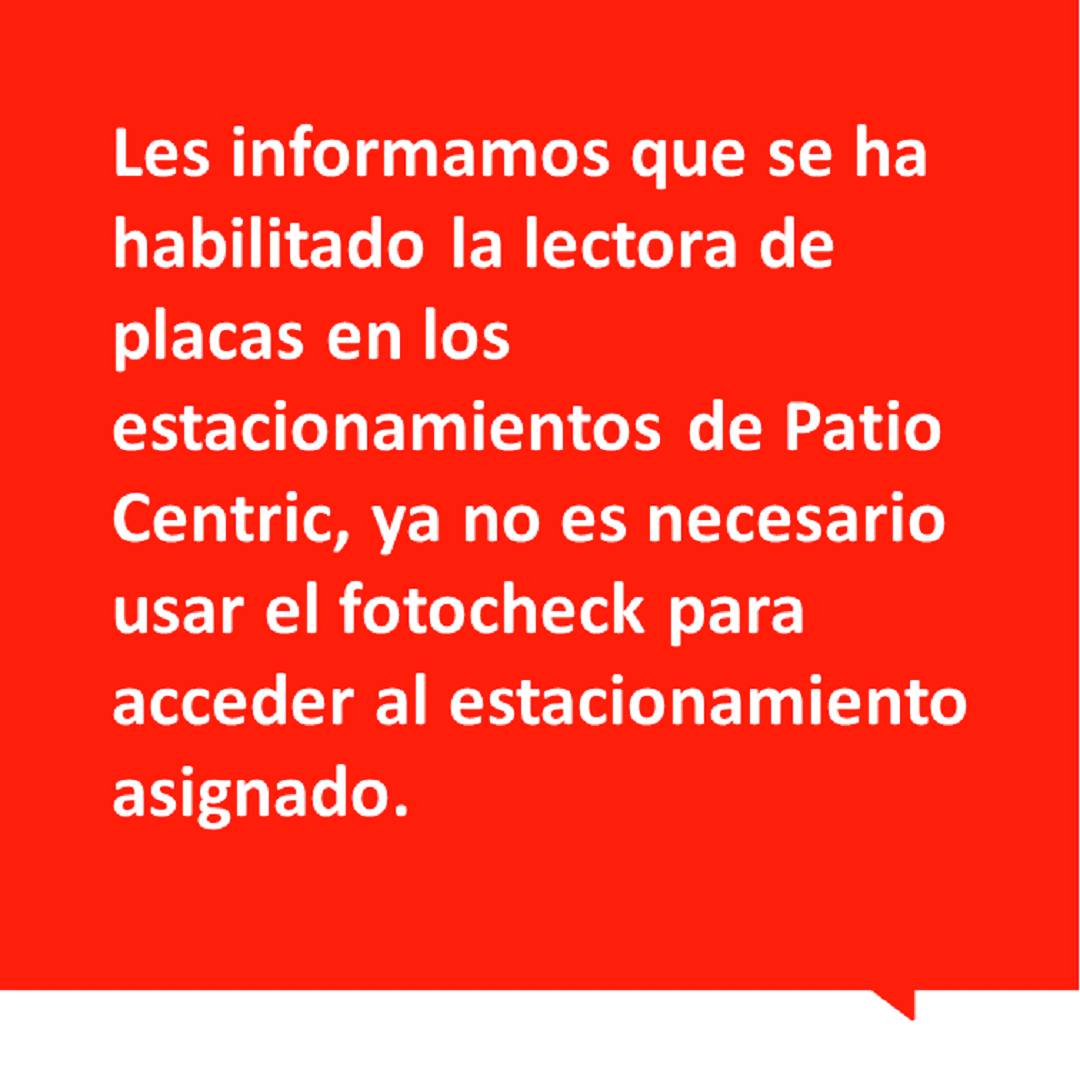 Les informamos que se ha
habilitado la lectora de
placas en los
estacionamientos de Patio
Centric, ya no es necesario
usar el fotocheck para
acceder al estacionamiento
asignado.